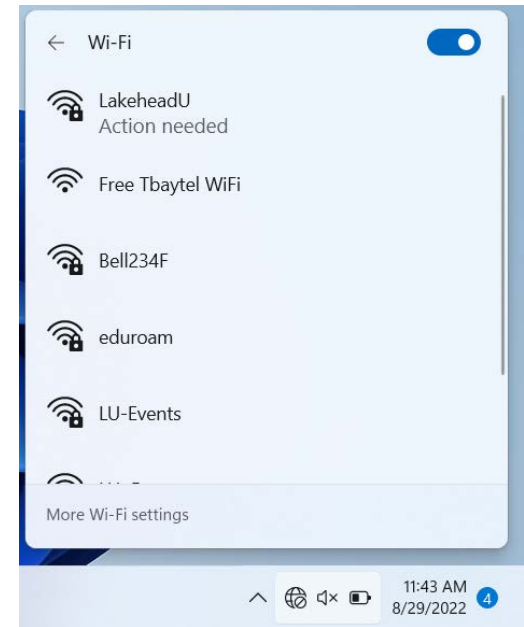 Wi-Fi
LakeheadU
Action needed
Free Tbaytel WiFi
Bell234F
eduroam
LU-Events
More Wi-Fi settings
11:43 AM
8/29/2022
4